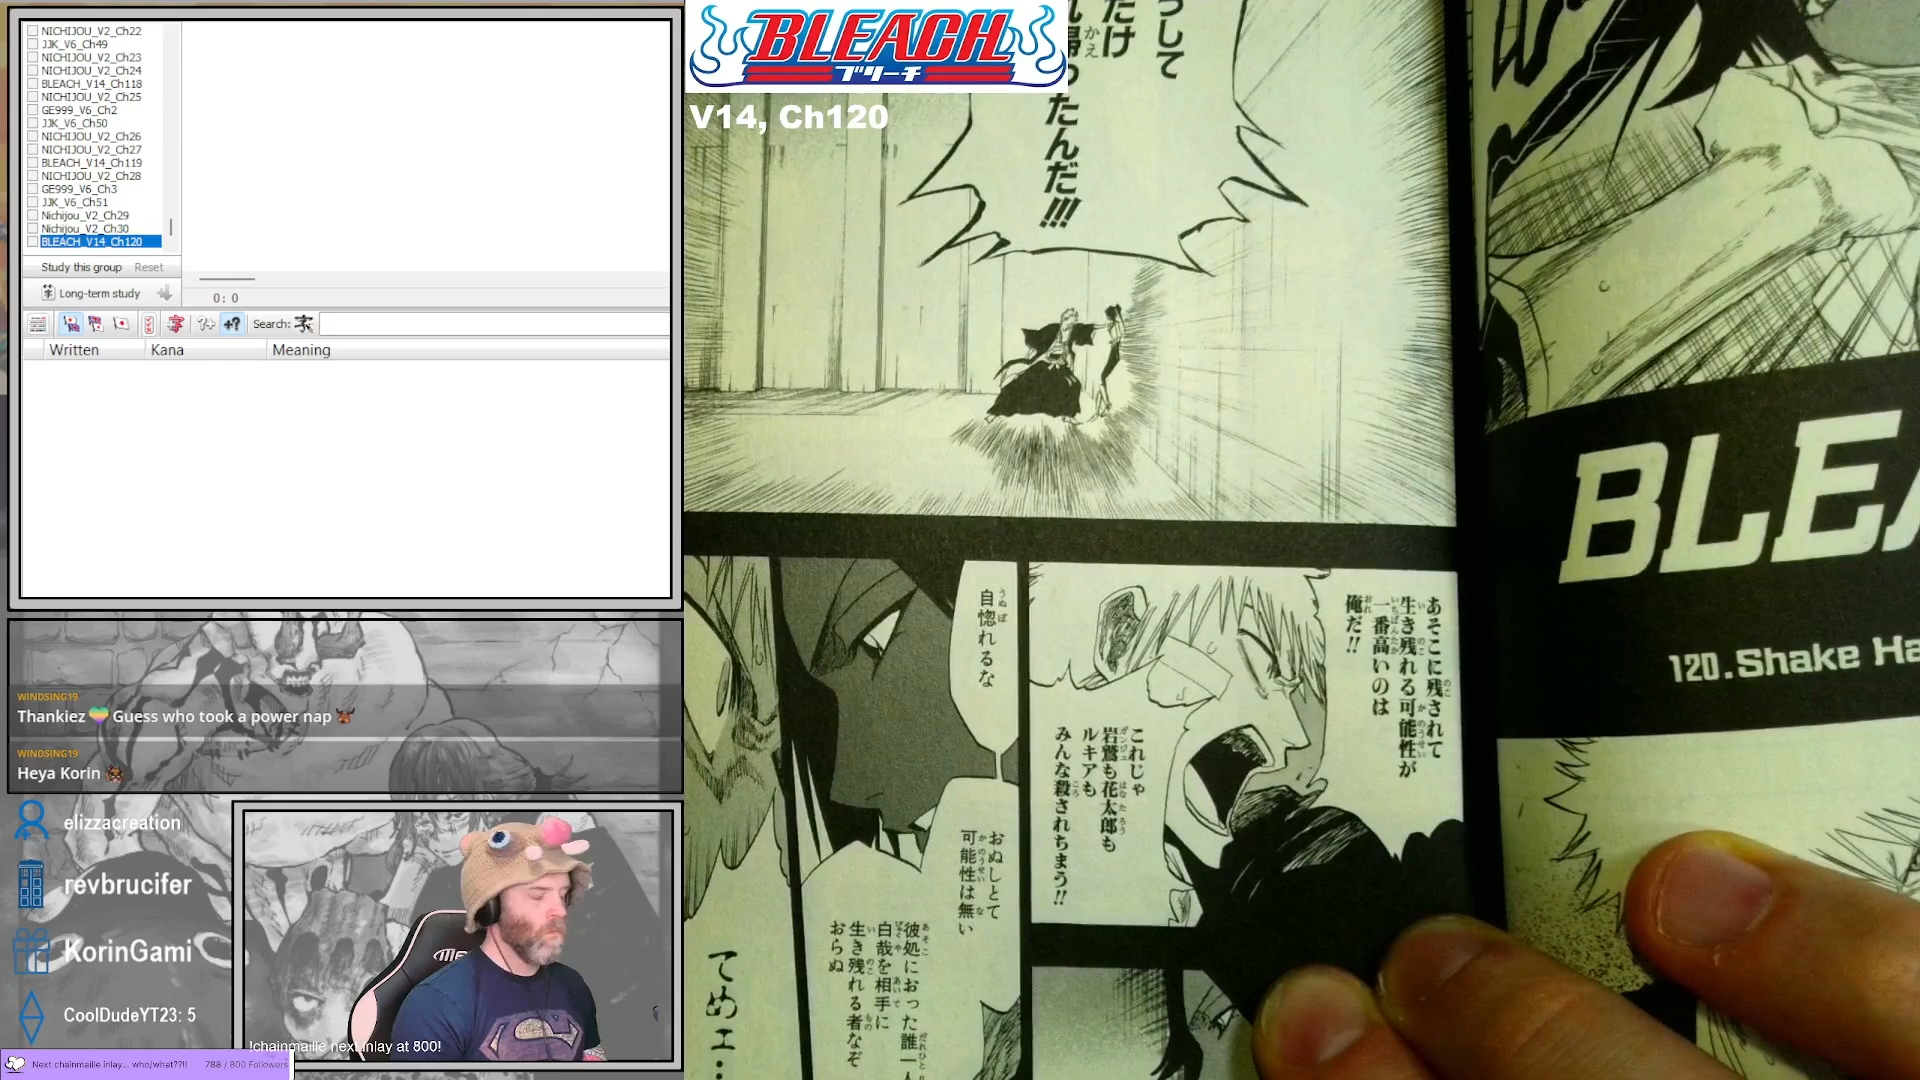 NICHIJOU_V2_Ch22
JJK_V6_Ch49
NICHIJOU_V2_Ch23
NICHIJOU_V2_Ch24
BLEACH_V14_Ch118
NICHIJOU_V2_Ch25
GE999_V6_Ch2
JJK_V6_Ch50
NICHIJOU_V2_Ch26
NICHIJOU_V2_Ch27
BLEACH_V14_Ch119
NICHIJOU_V2_Ch28
GE999_V6_Ch3
JJK_V6_Ch51
Nichijou_V2_Ch29
Nichijou_V2_Ch30
BLEACH_V14_Ch120
Study this group Reset
Long-term study
0: 0
Search:
Written Kana Meaning
WINDSING19
Thankiez Guess who took a power nap
WINDSING19
Heya Korin
elizzacreation
revbrucifer
KorinGami
CoolDudeYT23: 5
!chainmaille next inlay at 800!
Next chainmaille inlay... who/what??!! 788 / 800 Followers
BLEACH
ブリーチ
V14, Ch120
って
たけ
ったんだ!!!
あそこに残されて
生き残れる可能性が
一番高いのは
俺だ!!
これじゃ
岩鷲も花太郎も
ルキアも
みんな殺されちまう!!
自惚れるな
おぬしとて
可能性は無い
彼処におった誰一人
白哉を相手に
生き残れる者なぞ
おらぬ
てめェ…
BLEA
120. Shake Ha